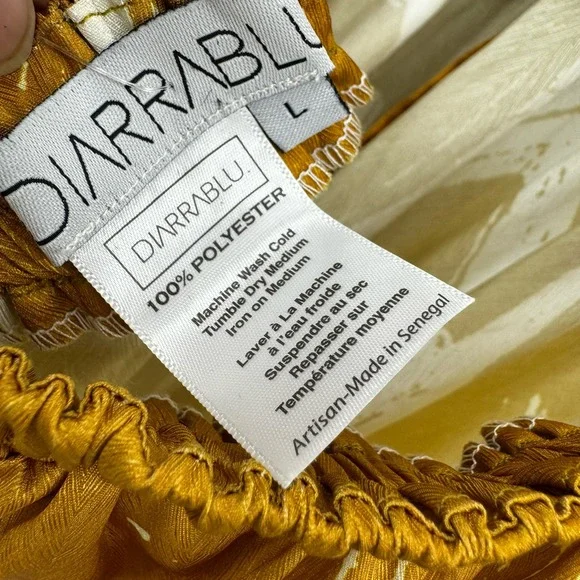 DIARRABLU
L
DIARRABLU.
100% POLYESTER
Machine Wash Cold
Tumble Dry Medium
Iron on Medium
Laver à La Machine
à l'eau froide
Suspendre au sec
Repasser sur
Température moyenne
Artisan-Made in Senegal